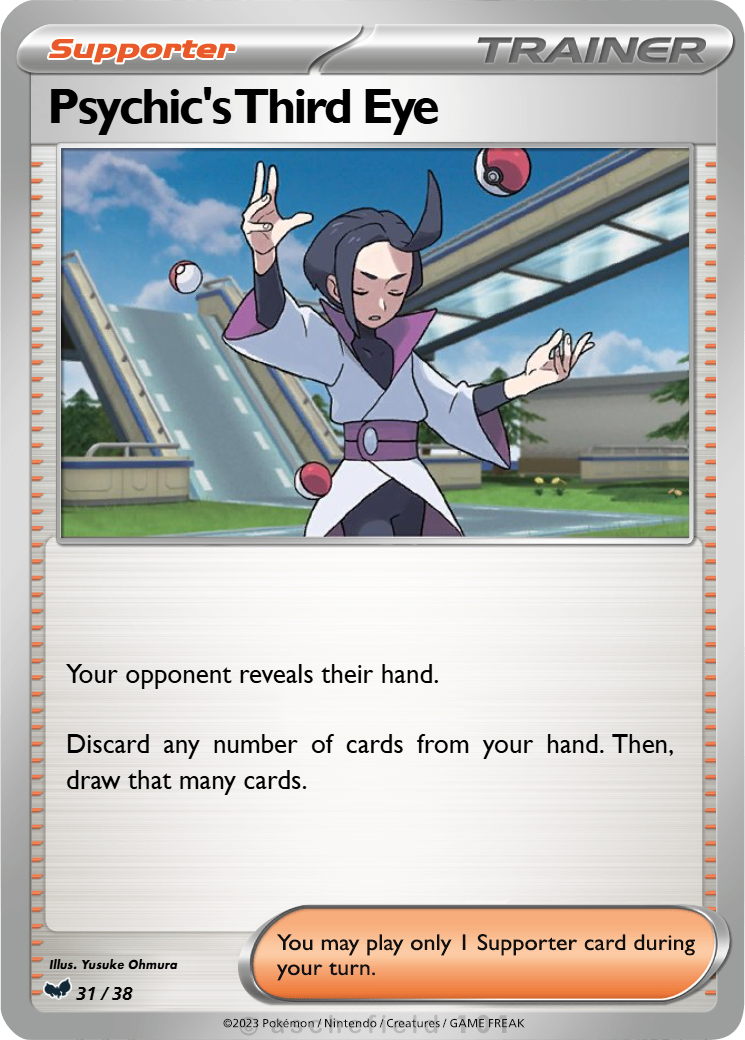 Supporter
TRAINER
Psychic's Third Eye
Your opponent reveals their hand.
Discard any number of cards from your hand. Then,
draw that many cards.
You may play only 1 Supporter card during
your turn.
Illus. Yusuke Ohmura
31 / 38
©2023 Pokémon / Nintendo / Creatures / GAME FREAK